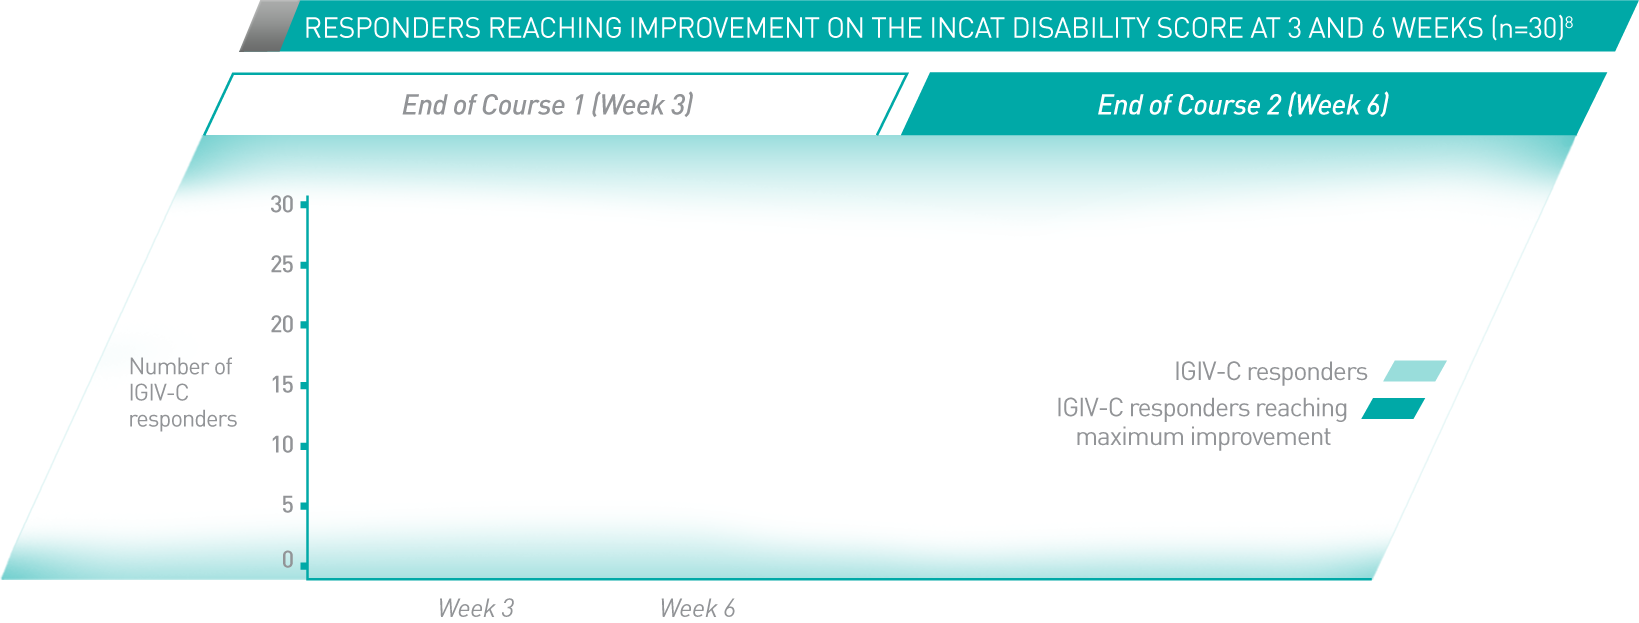 RESPONDERS REACHING IMPROVEMENT ON THE INCAT DISABILITY SCORE AT 3 AND 6 WEEKS (n=30)8
End of Course 1 (Week 3)
End of Course 2 (Week 6)
30
25
20
15
10
5
0
Number of
IGIV-C
responders
IGIV-C responders
IGIV-C responders reaching
maximum improvement
Week 3
Week 6